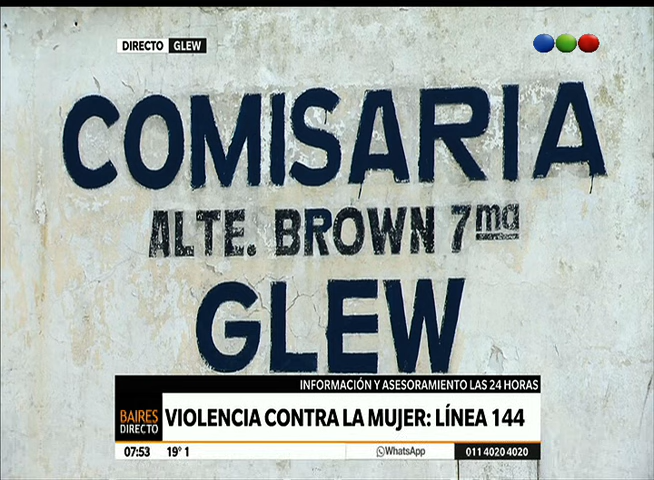 DIRECTO GLEW
COMISARIA
ALTE. BROWN 7ma
GLEW
INFORMACIÓN Y ASESORAMIENTO LAS 24 HORAS
BAIRES
DIRECTO
VIOLENCIA CONTRA LA MUJER: LÍNEA 144
07:53 19° 1 WhatsApp 011 4020 4020